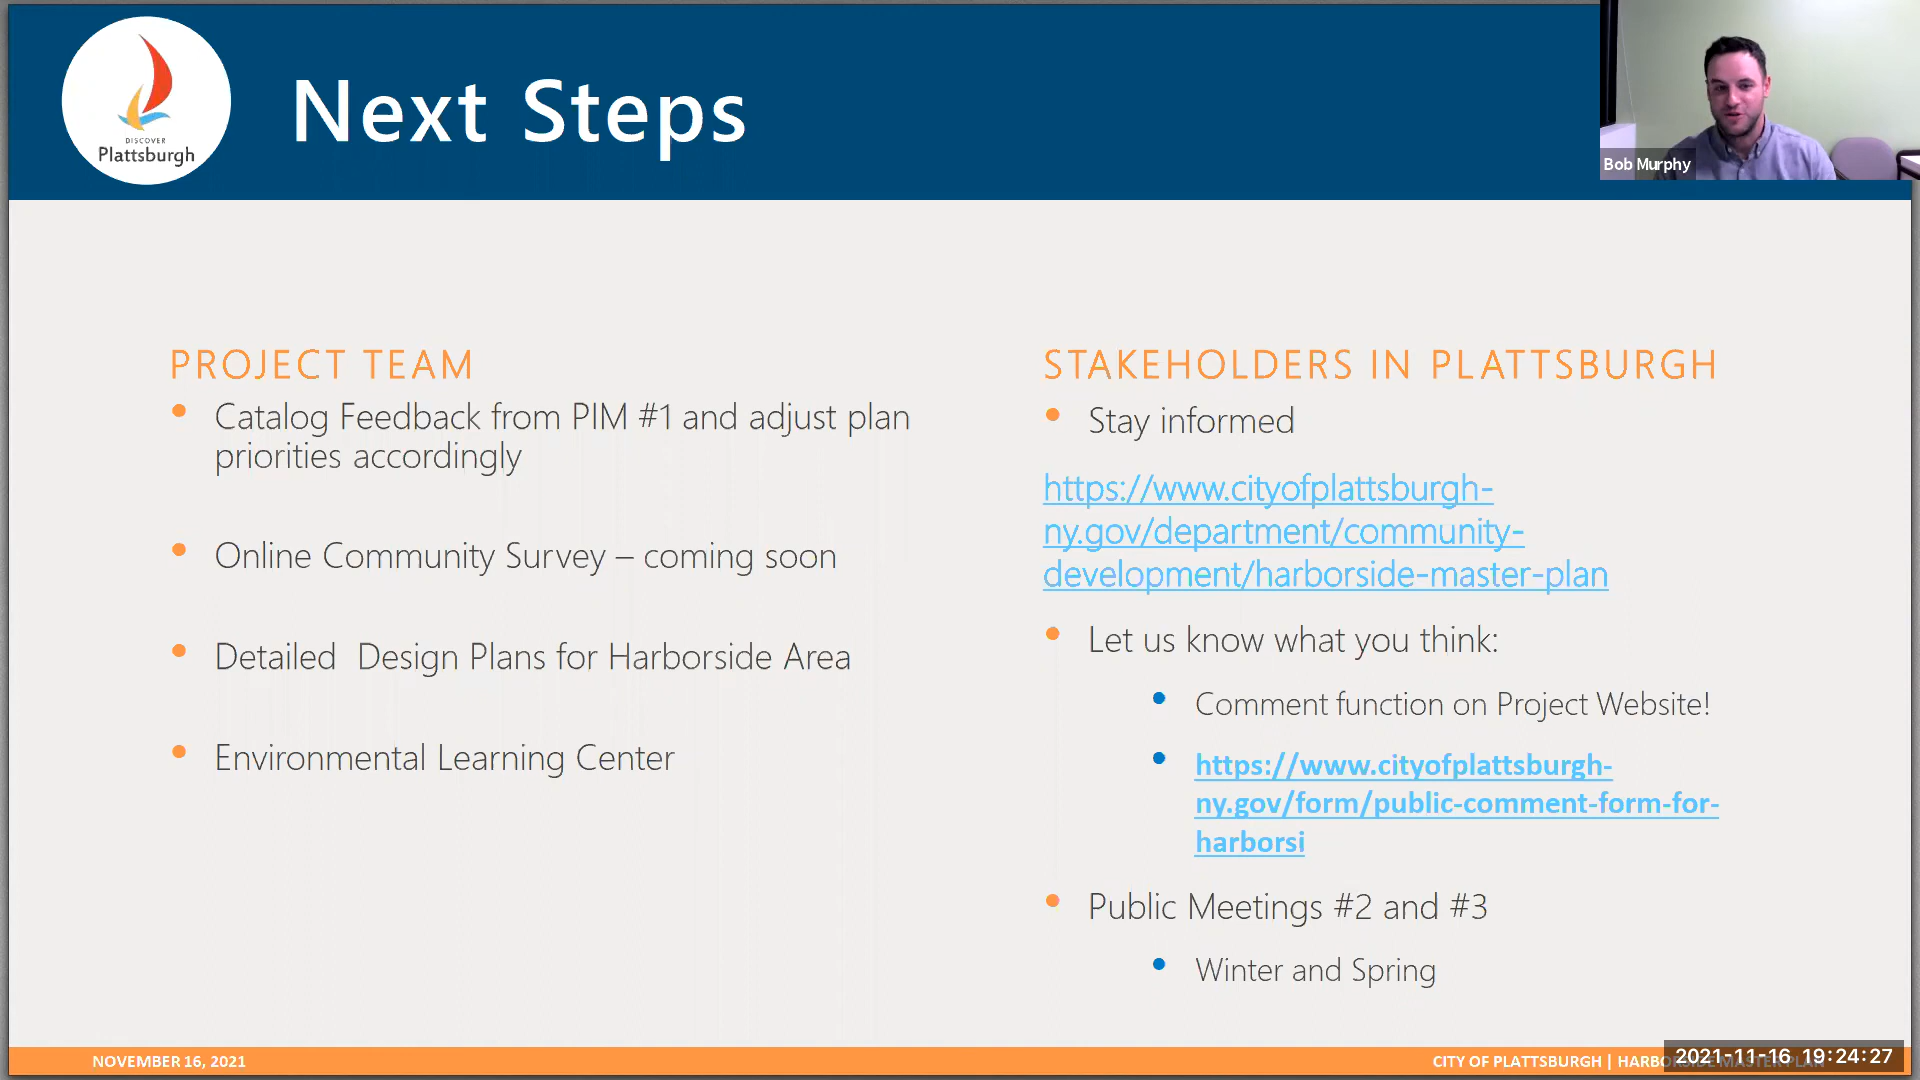 DISCOVER
Plattsburgh
Next Steps
Bob Murphy
PROJECT TEAM
Catalog Feedback from PIM #1 and adjust plan
priorities accordingly
Online Community Survey – coming soon
Detailed  Design Plans for Harborside Area
Environmental Learning Center
STAKEHOLDERS IN PLATTSBURGH
Stay informed
https://www.cityofplattsburgh-
ny.gov/department/community-
development/harborside-master-plan
Let us know what you think:
Comment function on Project Website!
https://www.cityofplattsburgh-
ny.gov/form/public-comment-form-for-
harborsi
Public Meetings #2 and #3
Winter and Spring
NOVEMBER 16, 2021
CITY OF PLATTSBURGH | HARBORSIDE MASTER PLAN
2021-11-16 19:24:27